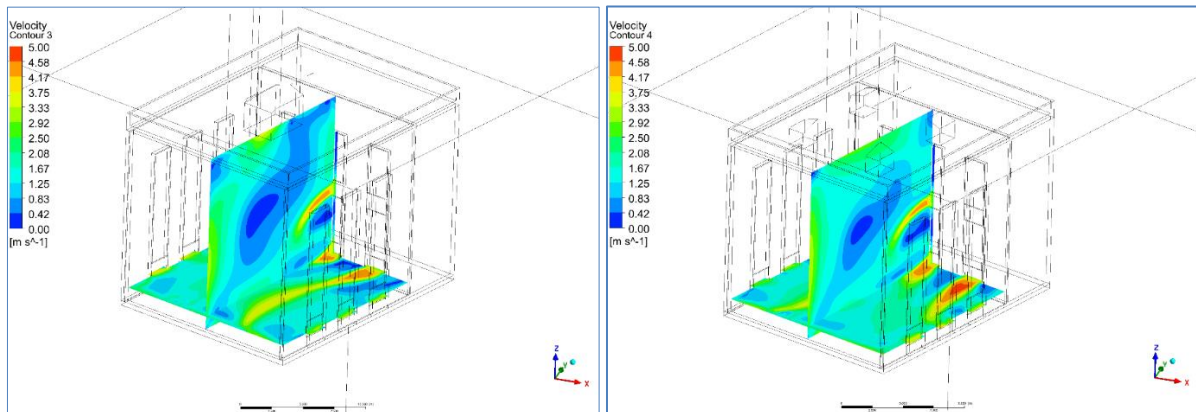 Velocity
Contour 3
5.00
4.58
4.17
3.75
3.33
2.92
2.50
2.08
1.67
1.25
0.83
0.42
0.00
[m s^-1]
Z
Y
X
Velocity
Contour 4
5.00
4.58
4.17
3.75
3.33
2.92
2.50
2.08
1.67
1.25
0.83
0.42
0.00
[m s^-1]
Z
Y
X